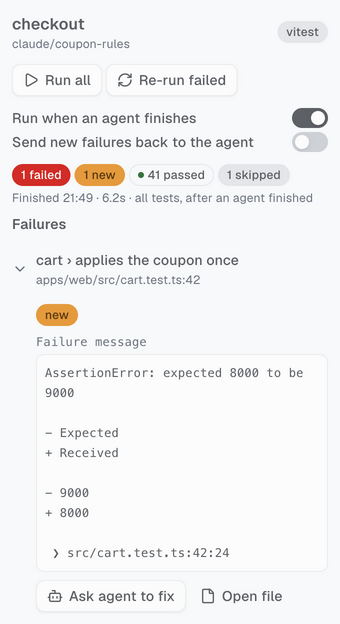 checkout
vitest
claude/coupon-rules
Run all
Re-run failed
Run when an agent finishes
Send new failures back to the agent
1 failed
1 new
41 passed
1 skipped
Finished 21:49 · 6.2s · all tests, after an agent finished
Failures
cart › applies the coupon once
apps/web/src/cart.test.ts:42
new
Failure message
AssertionError: expected 8000 to be
9000
- Expected
+ Received
- 9000
+ 8000
❯ src/cart.test.ts:42:24
Ask agent to fix
Open file